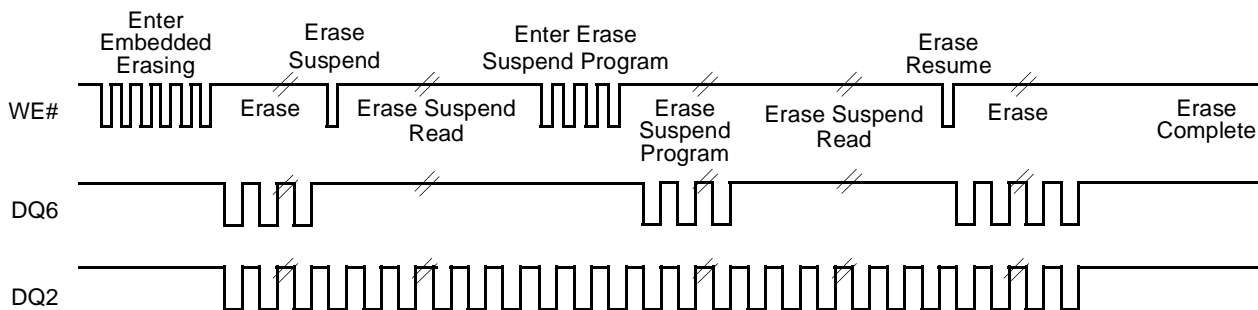 Enter
Embedded
Erasing
Erase
Suspend
Enter Erase
Suspend Program
Erase
Resume
WE#
Erase
Erase Suspend
Read
Erase
Suspend
Program
Erase Suspend
Read
Erase
Erase
Complete
DQ6
DQ2